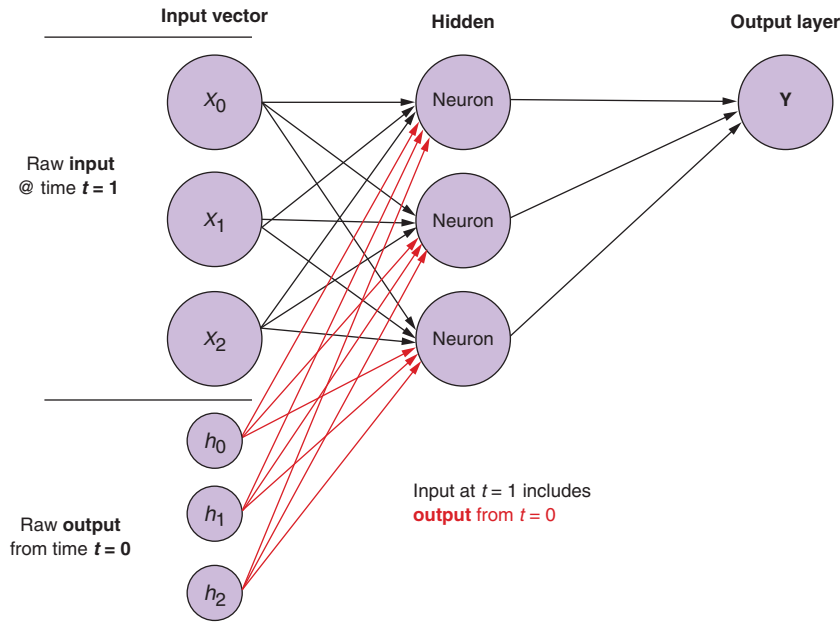 Input vector
Hidden
Output layer
X0
Neuron
Y
Raw input
@ time t = 1
X1
Neuron
X2
Neuron
h0
Raw output
from time t = 0
h1
h2
Input at t = 1 includes
output from t = 0